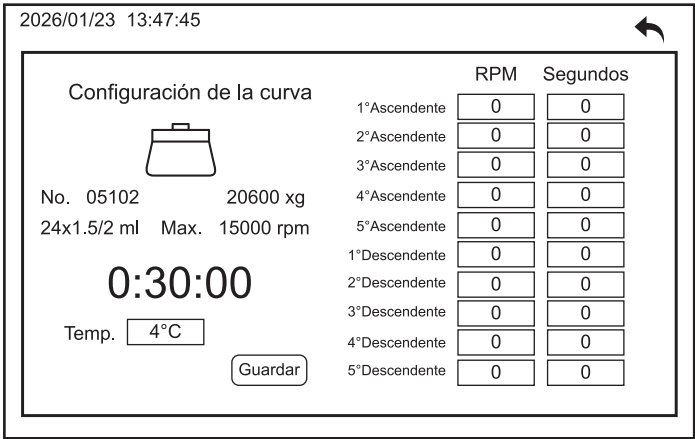 2026/01/23 13:47:45
Configuración de la curva
No. 05102 20600 xg
24x1.5/2 ml Max. 15000 rpm
0:30:00
Temp. 4°C
Guardar
RPM Segundos
1°Ascendente 0 0
2°Ascendente 0 0
3°Ascendente 0 0
4°Ascendente 0 0
5°Ascendente 0 0
1°Descendente 0 0
2°Descendente 0 0
3°Descendente 0 0
4°Descendente 0 0
5°Descendente 0 0